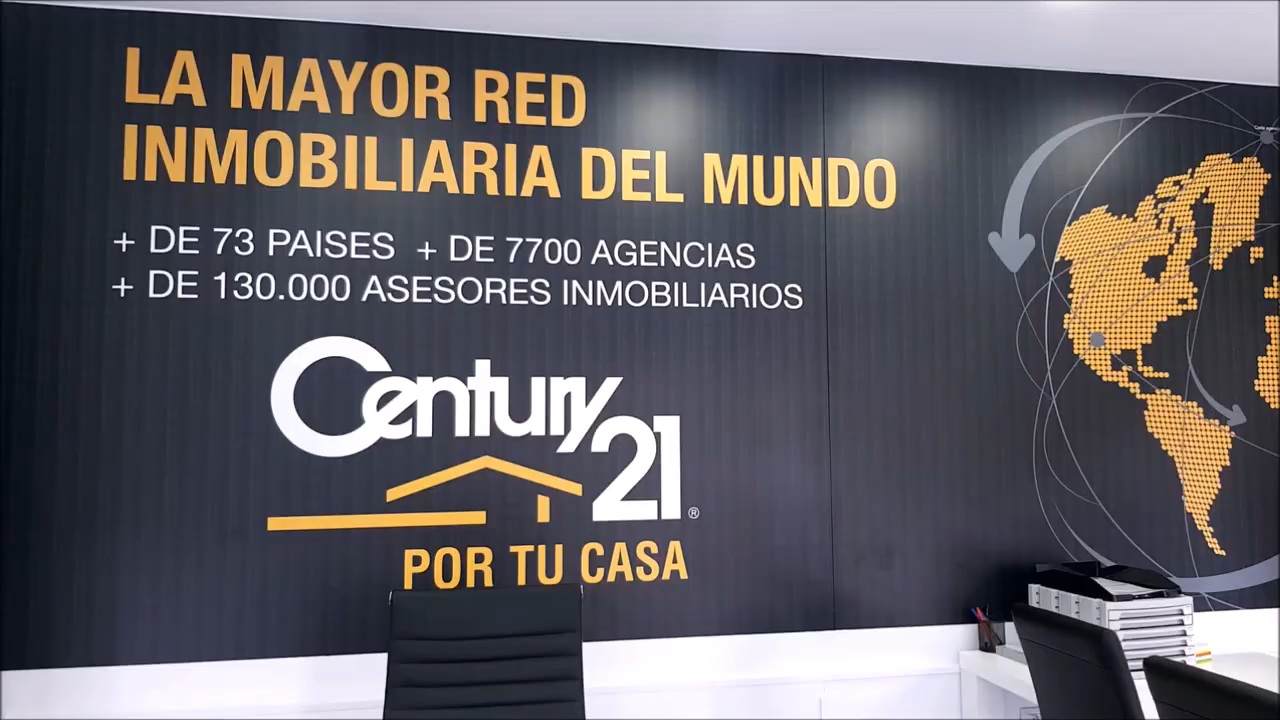 LA MAYOR RED
INMOBILIARIA DEL MUNDO
+ DE 73 PAISES + DE 7700 AGENCIAS
+ DE 130.000 ASESORES INMOBILIARIOS
Century
21®
POR TU CASA